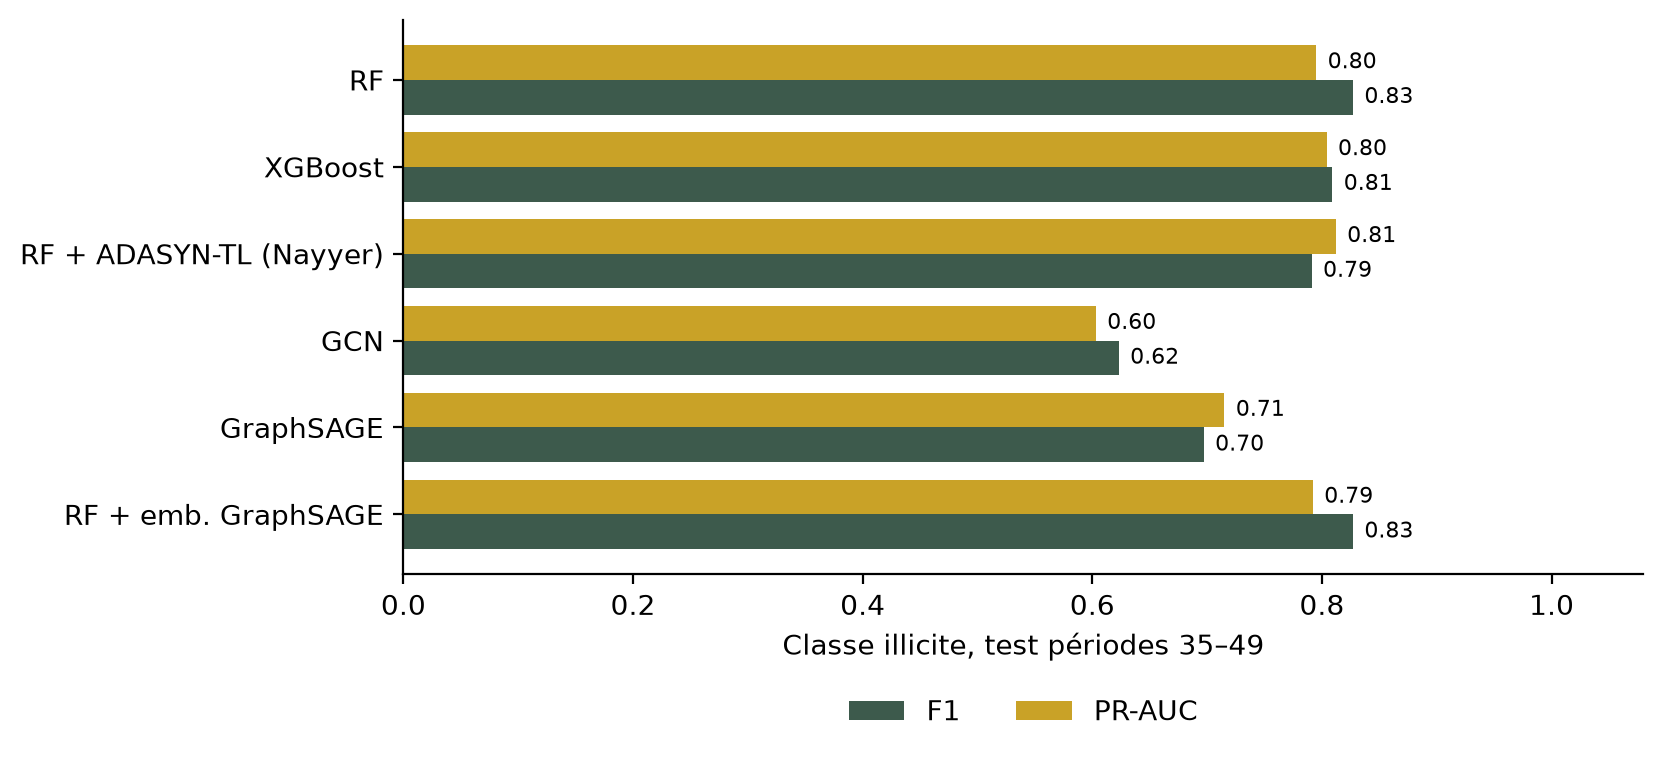 RF
0.80
0.83
XGBoost
0.80
0.81
RF + ADASYN-TL (Nayyer)
0.81
0.79
GCN
0.60
0.62
GraphSAGE
0.71
0.70
RF + emb. GraphSAGE
0.79
0.83
0.0 0.2 0.4 0.6 0.8 1.0
Classe illicite, test périodes 35–49
F1 PR-AUC